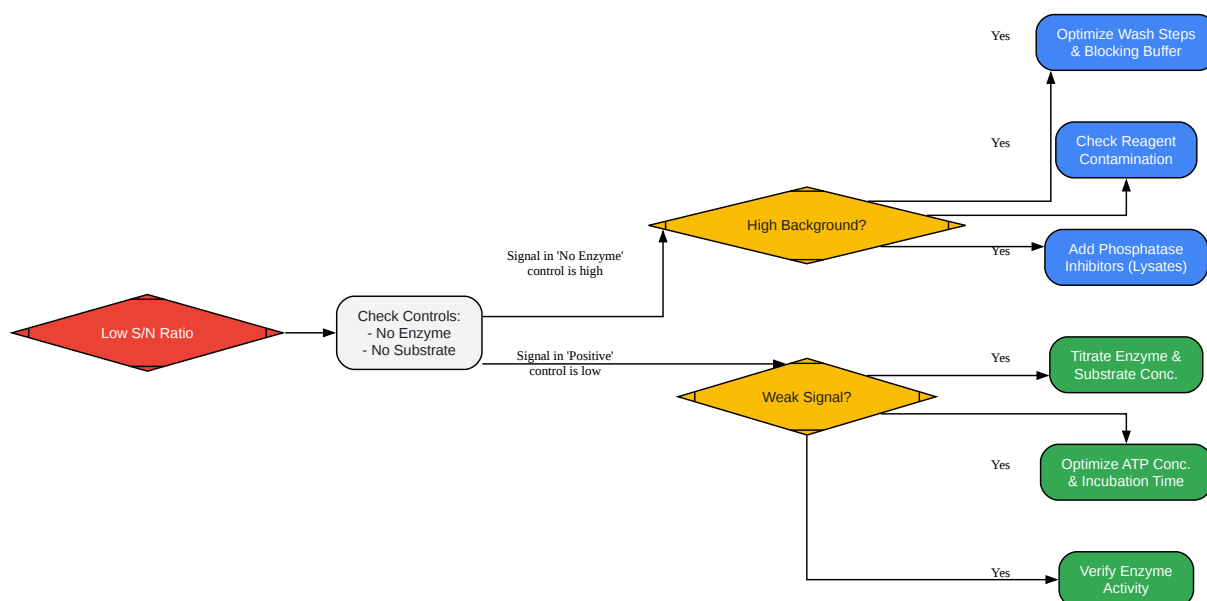 Low S/N Ratio
Check Controls:
- No Enzyme
- No Substrate
Signal in 'No Enzyme'
control is high
Signal in 'Positive'
control is low
High Background?
Weak Signal?
Yes
Optimize Wash Steps
& Blocking Buffer
Yes
Check Reagent
Contamination
Yes
Add Phosphatase
Inhibitors (Lysates)
Yes
Titrate Enzyme &
Substrate Conc.
Yes
Optimize ATP Conc.
& Incubation Time
Yes
Verify Enzyme
Activity